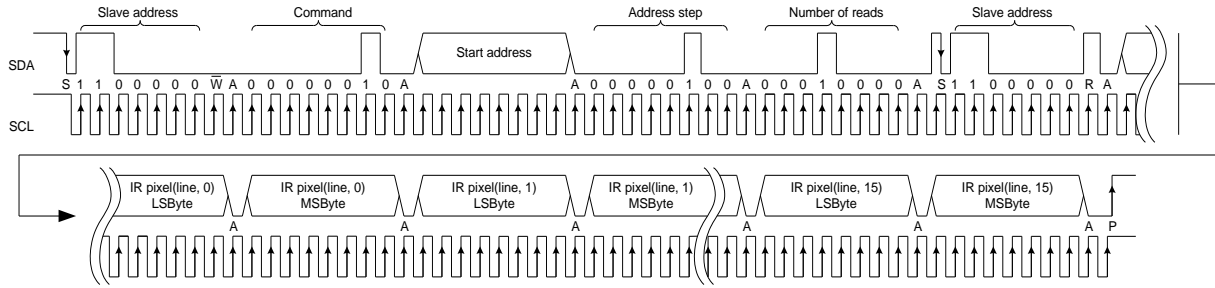 Slave address Command Address step Number of reads Slave address
Start address
SDA
S 1 1 0 0 0 0 0 W̅ A 0 0 0 0 0 0 1 0 A A 0 0 0 0 0 1 0 0 A 0 0 0 1 0 0 0 0 A S 1 1 0 0 0 0 0 R A
SCL
IR pixel(line, 0) IR pixel(line, 0) IR pixel(line, 1) IR pixel(line, 1) IR pixel(line, 15) IR pixel(line, 15)
LSByte MSByte LSByte MSByte LSByte MSByte
A A A A A A P